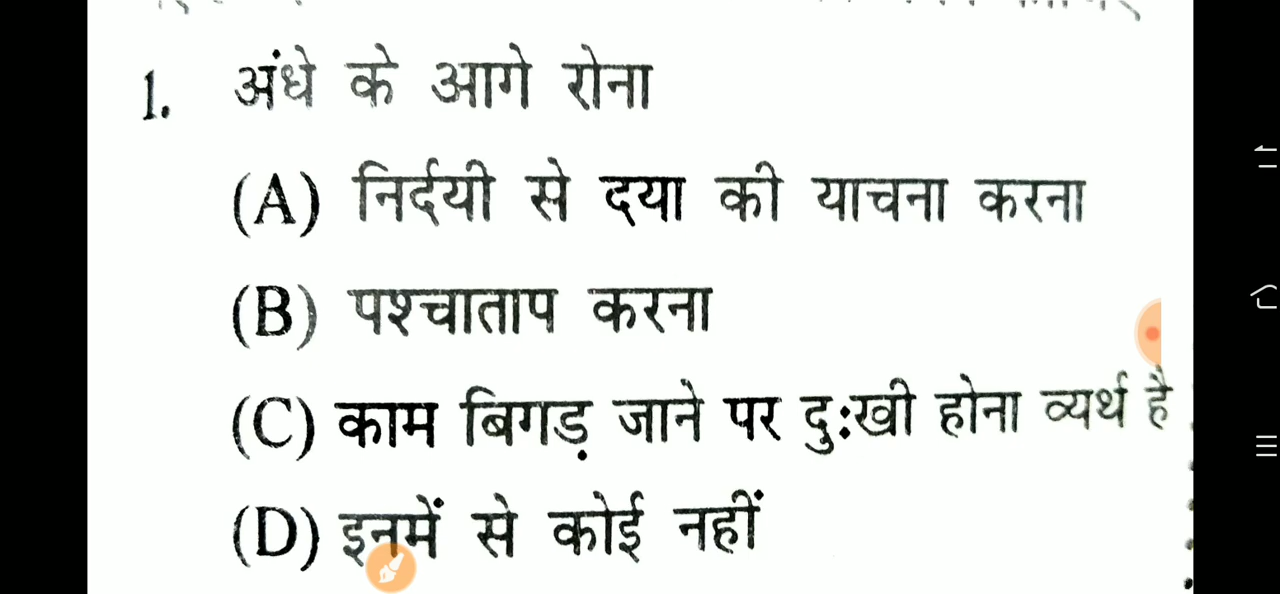 1. अंधे के आगे रोना
(A) निर्दयी से दया की याचना करना
(B) पश्चाताप करना
(C) काम बिगड़ जाने पर दुःखी होना व्यर्थ है
(D) इनमें से कोई नहीं